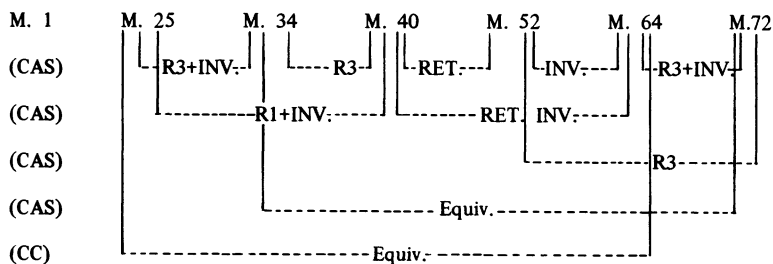 M. 1 M. 25 M. 34 M. 40 M. 52 M. 64 M.72
(CAS) R3+INV. R3 RET. INV. R3+INV.
(CAS) R1+INV. RET. INV.
(CAS) R3
(CAS) Equiv.
(CC) Equiv.